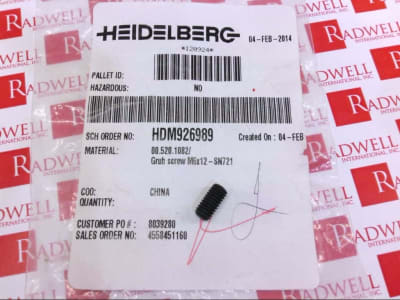 HEIDELBERG
04-FEB-2014
*120924*
PALLET ID:
HAZARDOUS: NO
SCH ORDER NO: HDM926989 Created On : 04-FEB
MATERIAL: 00.520.1082/
Grub screw M6x12-SN721
COO: CHINA
QUANTITY:
CUSTOMER PO# : 8039280
SALES ORDER NO: 4558451160
RADWELL
INTERNATIONAL, INC.